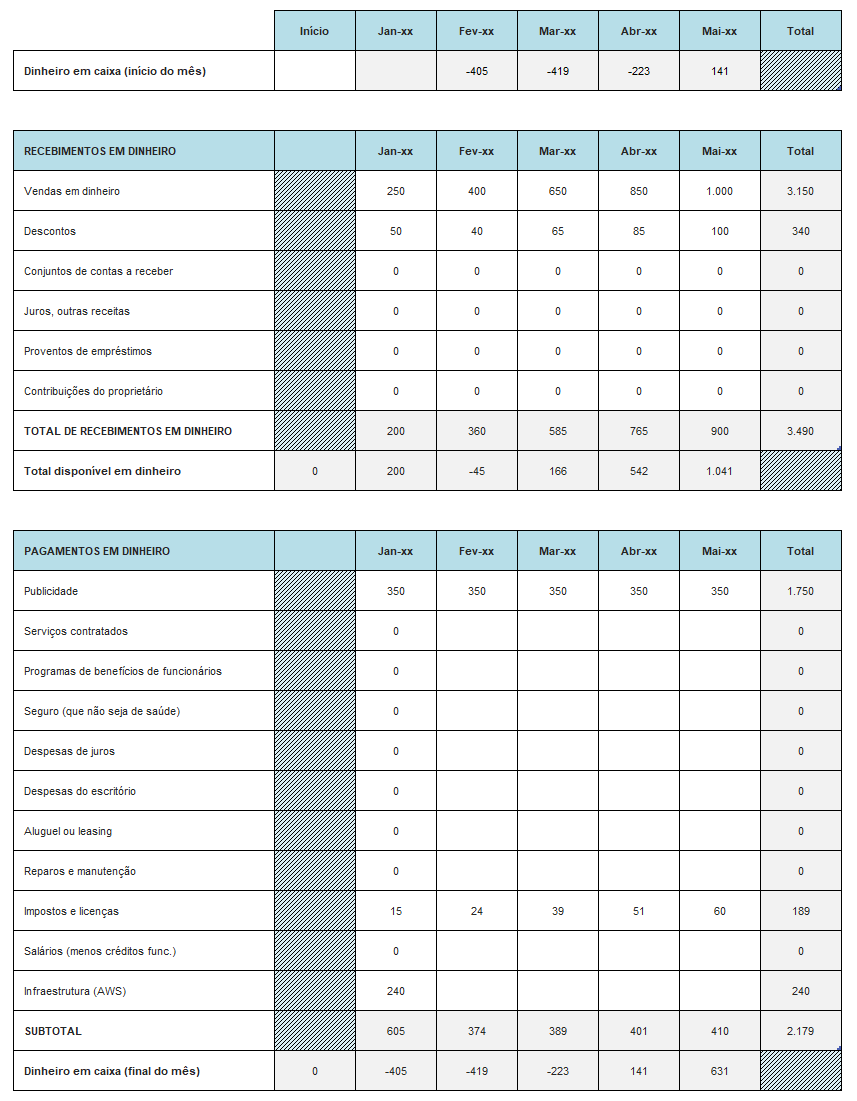 Início Jan-xx Fev-xx Mar-xx Abr-xx Mai-xx Total
Dinheiro em caixa (início do mês) -405 -419 -223 141
RECEBIMENTOS EM DINHEIRO Jan-xx Fev-xx Mar-xx Abr-xx Mai-xx Total
Vendas em dinheiro 250 400 650 850 1.000 3.150
Descontos 50 40 65 85 100 340
Conjuntos de contas a receber 0 0 0 0 0 0
Juros, outras receitas 0 0 0 0 0 0
Proventos de empréstimos 0 0 0 0 0 0
Contribuições do proprietário 0 0 0 0 0 0
TOTAL DE RECEBIMENTOS EM DINHEIRO 200 360 585 765 900 3.490
Total disponível em dinheiro 0 200 -45 166 542 1.041
PAGAMENTOS EM DINHEIRO Jan-xx Fev-xx Mar-xx Abr-xx Mai-xx Total
Publicidade 350 350 350 350 350 1.750
Serviços contratados 0 0
Programas de benefícios de funcionários 0 0
Seguro (que não seja de saúde) 0 0
Despesas de juros 0 0
Despesas do escritório 0 0
Aluguel ou leasing 0 0
Reparos e manutenção 0 0
Impostos e licenças 15 24 39 51 60 189
Salários (menos créditos func.) 0 0
Infraestrutura (AWS) 240 240
SUBTOTAL 605 374 389 401 410 2.179
Dinheiro em caixa (final do mês) 0 -405 -419 -223 141 631